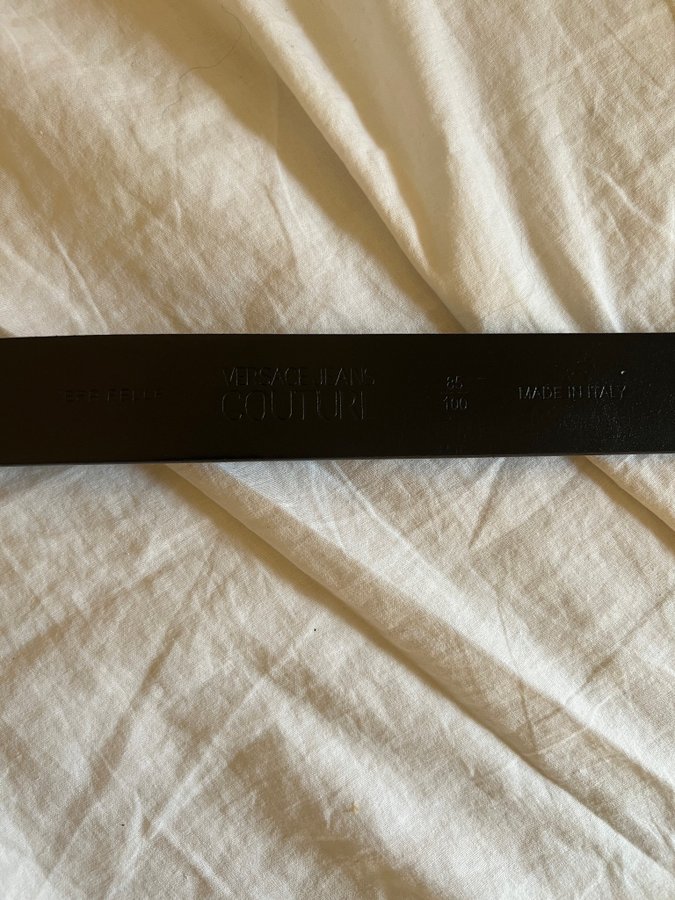 VERSACE JEANS
COUTURE
85
100
MADE IN ITALY